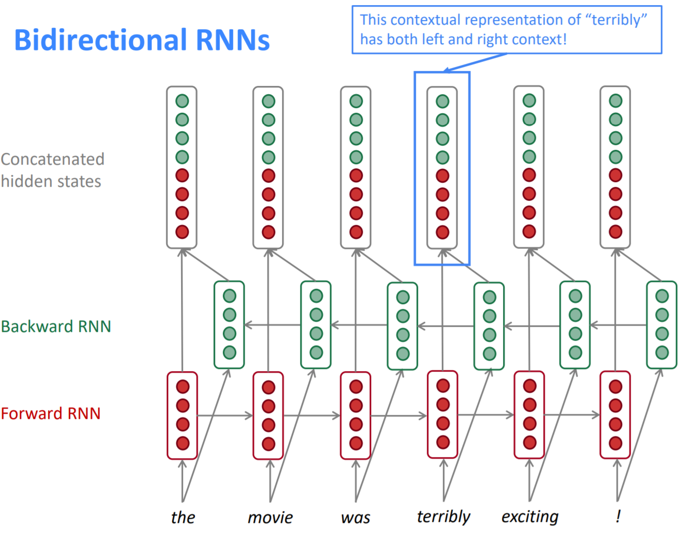 Bidirectional RNNs
This contextual representation of “terribly”
has both left and right context!
Concatenated
hidden states
Backward RNN
Forward RNN
the movie was terribly exciting !